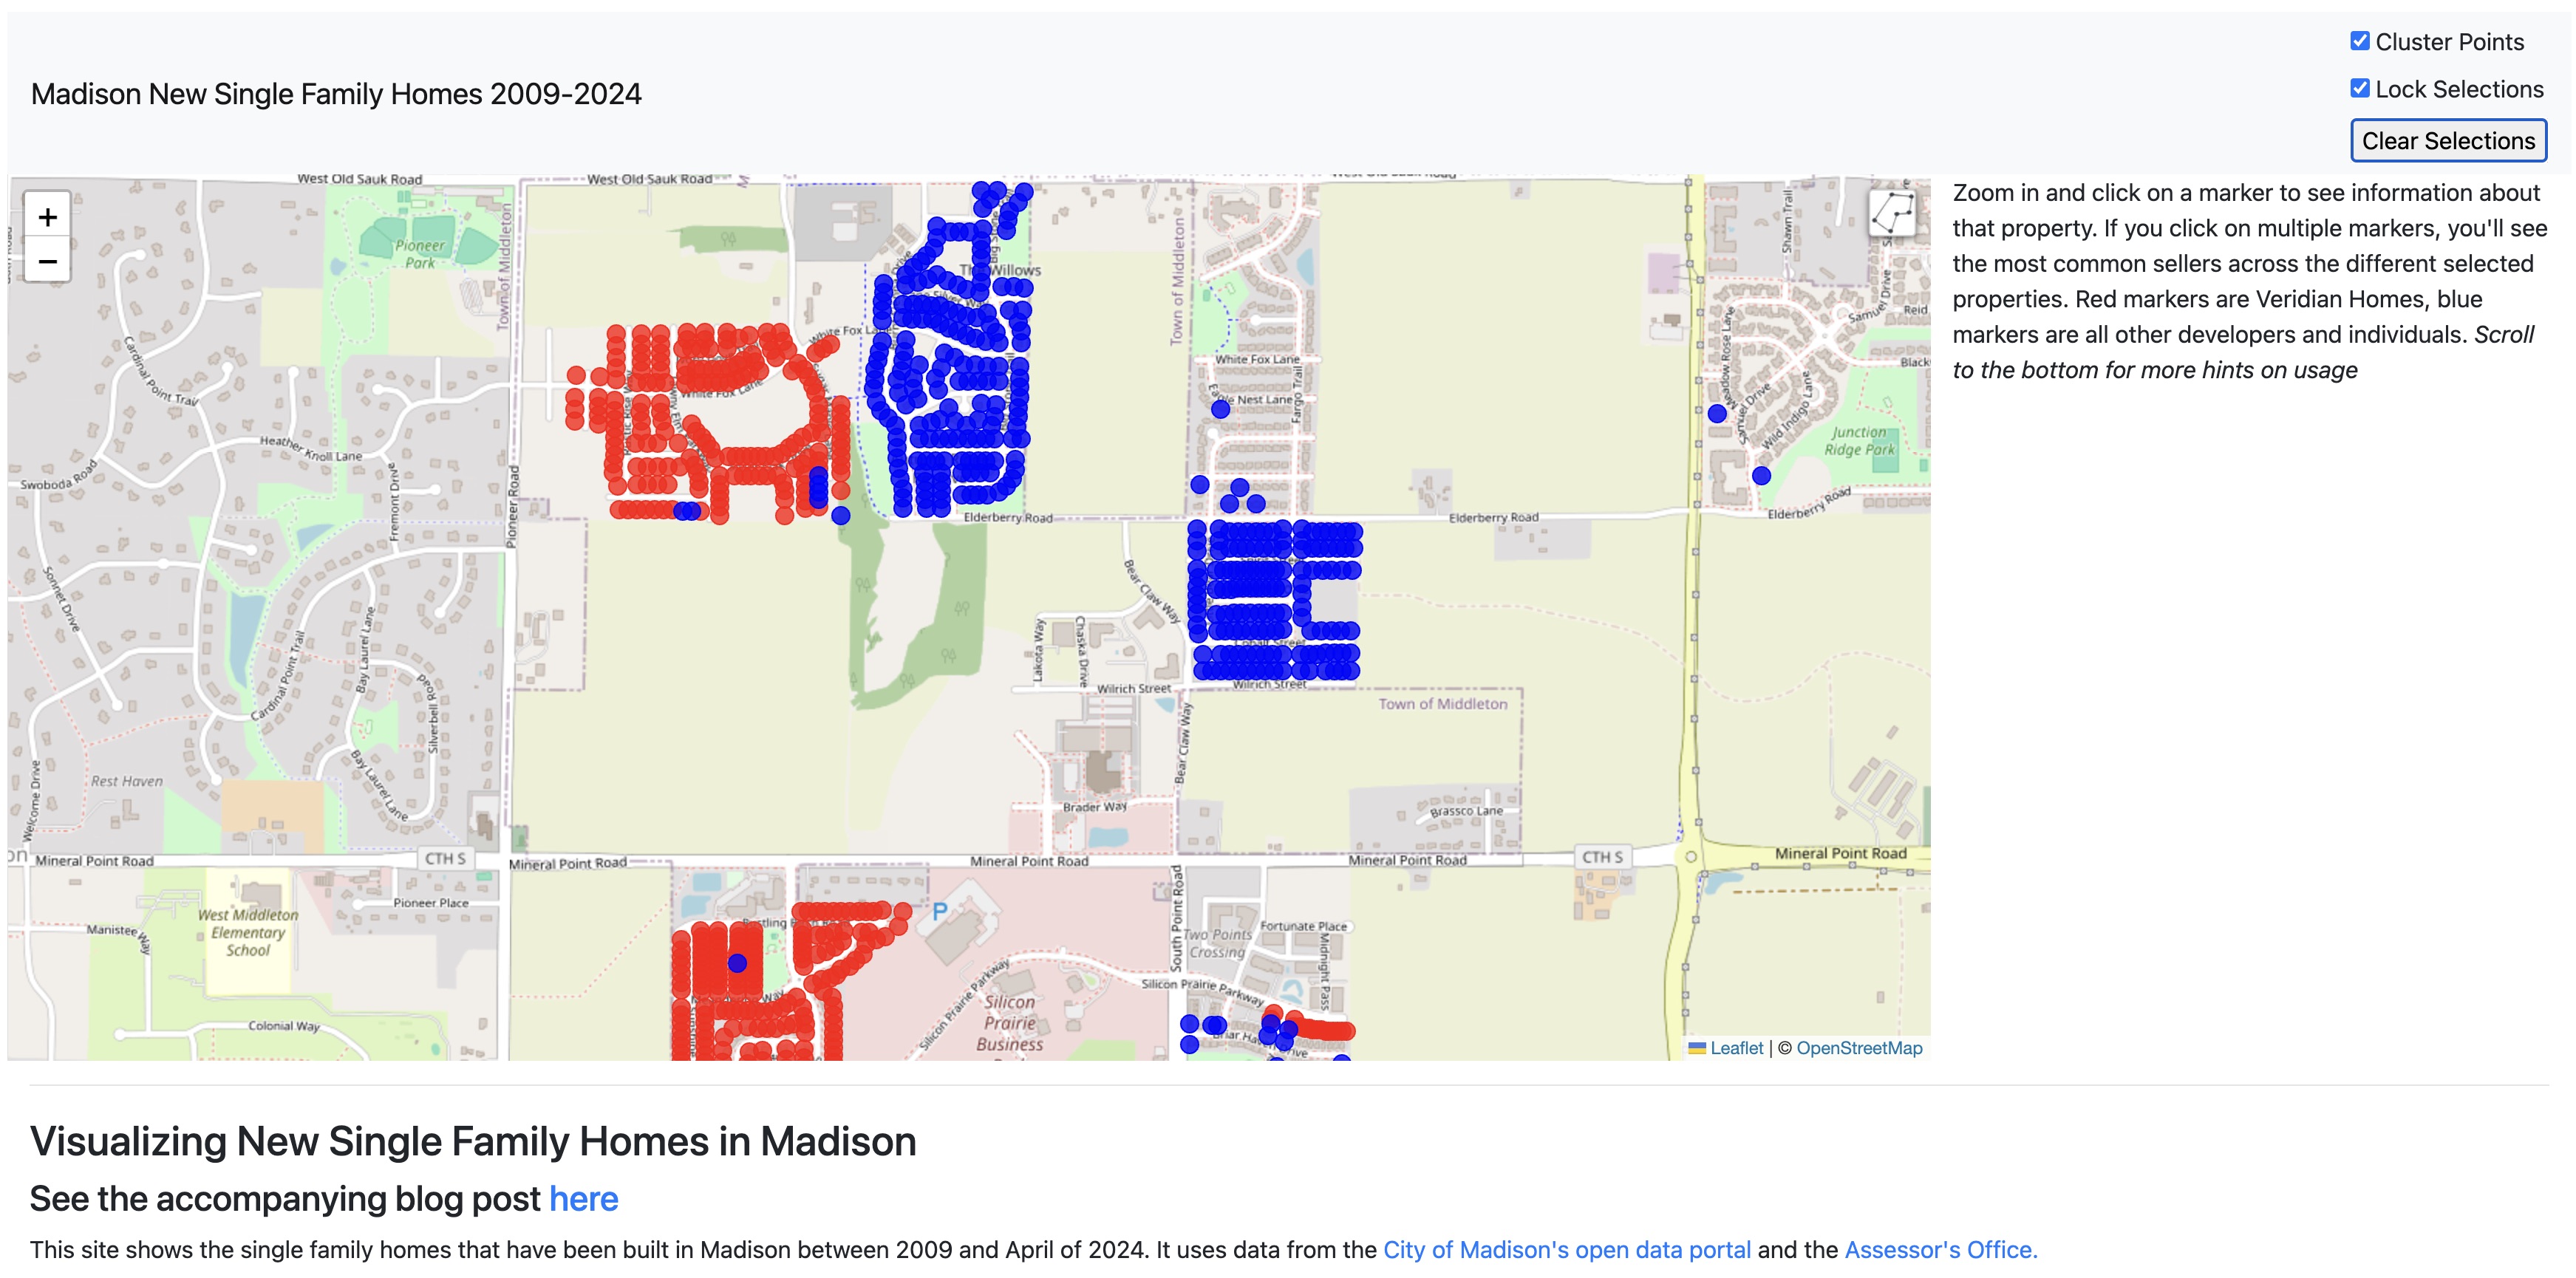 Cluster Points
Madison New Single Family Homes 2009-2024
Lock Selections
Clear Selections
West Old Sauk Road
West Old Sauk Road
+
−
Pioneer
Park
Town of Middleton
Town of Middleton
Shawn Trail
Zoom in and click on a marker to see information about
that property. If you click on multiple markers, you'll see
the most common sellers across the different selected
properties. Red markers are Veridian Homes, blue
markers are all other developers and individuals. Scroll
to the bottom for more hints on usage
Samuel Drive
Reid
Cardinal Point Trail
White Fox Lane
White Fox Lane
White Fox Lane
Fargo Trail
Meadow Rose Lane
Samuel Drive
Wild Indigo Lane
Black
Junction
Ridge Park
Heather Knoll Lane
Swoboda Road
Fremont Drive
Pioneer Road
Elderberry Road
Elderberry Road
Elderberry Road
Sonnet Drive
Bear Claw Way
Lakota Way
Chaska Drive
Cardinal Point Trail
Bay Laurel Lane
Silverbell Road
Wilrich Street
Wilrich Street
Town of Middleton
Bear Claw Way
Bay Laurel Lane
Rest Haven
Welcome Drive
Brader Way
Brassco Lane
Mineral Point Road
CTH S
Mineral Point Road
Mineral Point Road
Mineral Point Road
CTH S
Mineral Point Road
Pioneer Place
West Middleton
Elementary
School
Manistee Way
Colonial Way
P
South Point Road
Two Points
Crossing
Fortunate Place
Midnight Pass
Silicon Prairie Parkway
Silicon Prairie Parkway
Silicon
Prairie
Business
Leaflet | © OpenStreetMap
Visualizing New Single Family Homes in Madison
See the accompanying blog post here
This site shows the single family homes that have been built in Madison between 2009 and April of 2024. It uses data from the City of Madison's open data portal and the Assessor's Office.